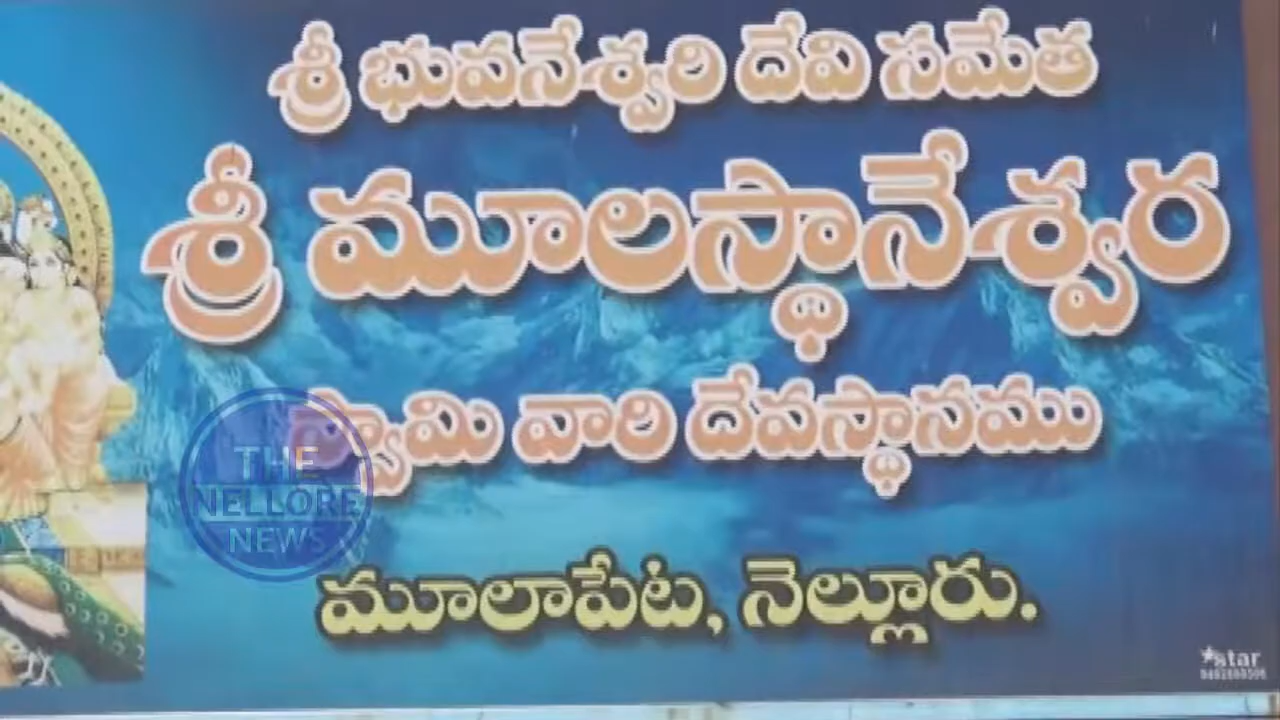 శ్రీ భువనేశ్వరి దేవి సమేత
శ్రీ మూలస్థానేశ్వర
స్వామి వారి దేవస్థానము
THE
NELLORE
NEWS
మూలాపేట, నెల్లూరు.
star